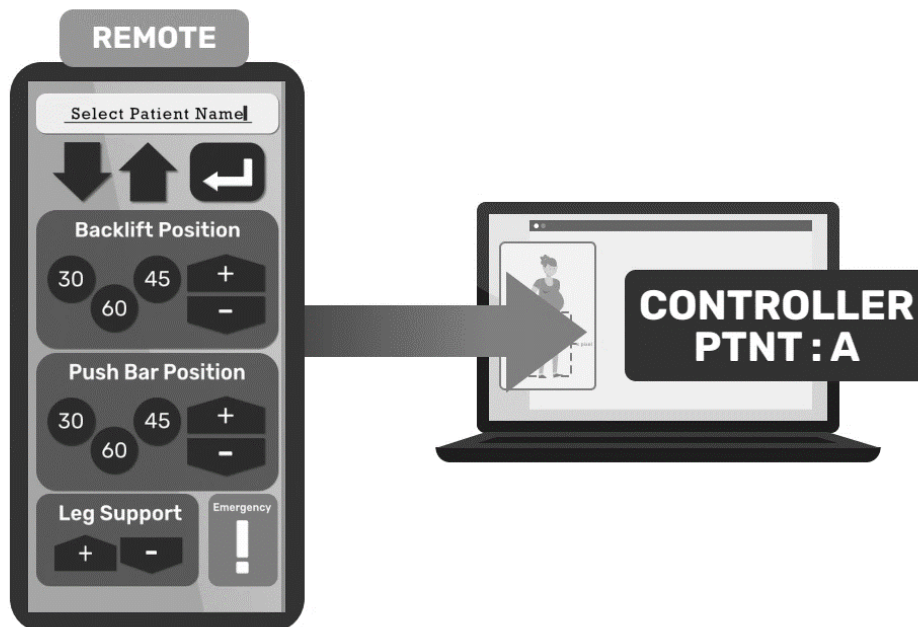 REMOTE
Select Patient Name
Backlift Position
30
45
60
+
-
Push Bar Position
30
45
60
+
-
Leg Support
+
-
Emergency
!
CONTROLLER
PTNT : A